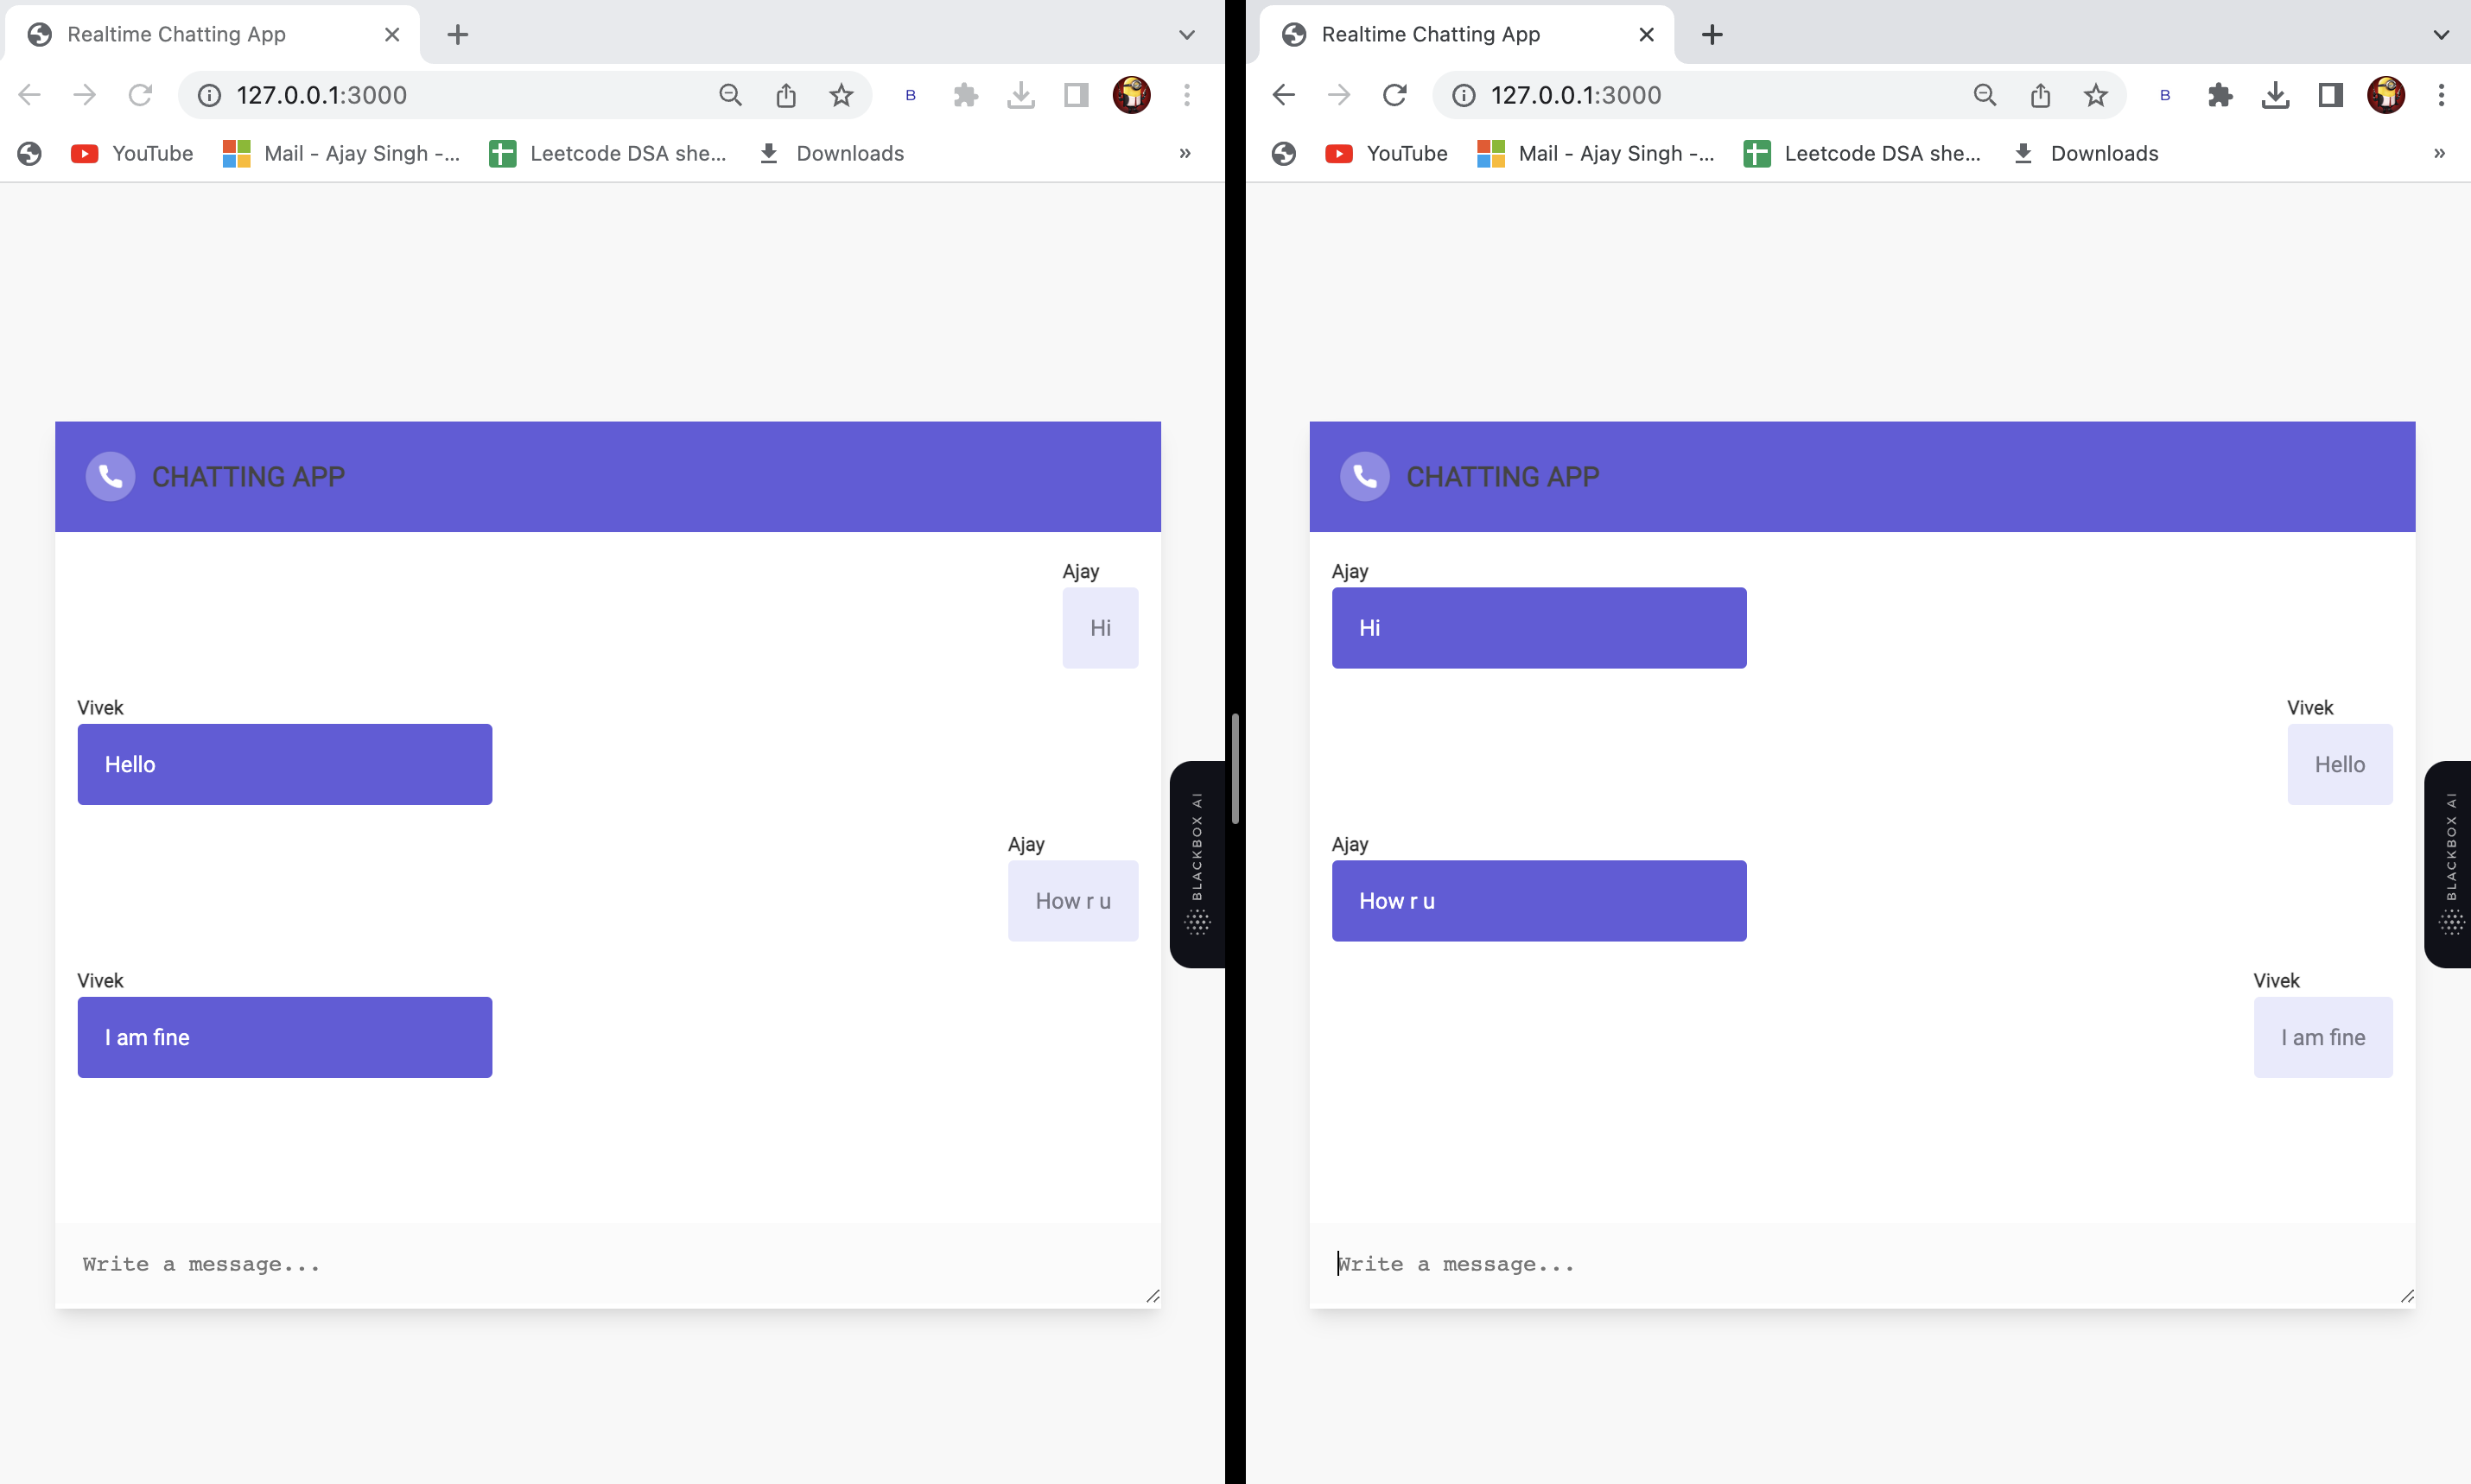 Realtime Chatting App
127.0.0.1:3000
B
YouTube
Mail - Ajay Singh -...
Leetcode DSA she...
Downloads
»
CHATTING APP
Ajay
Hi
Vivek
Hello
Ajay
How r u
Vivek
I am fine
Write a message...
BLACKBOX AI
Realtime Chatting App
127.0.0.1:3000
B
YouTube
Mail - Ajay Singh -...
Leetcode DSA she...
Downloads
»
CHATTING APP
Ajay
Hi
Vivek
Hello
Ajay
How r u
Vivek
I am fine
Write a message...
BLACKBOX AI